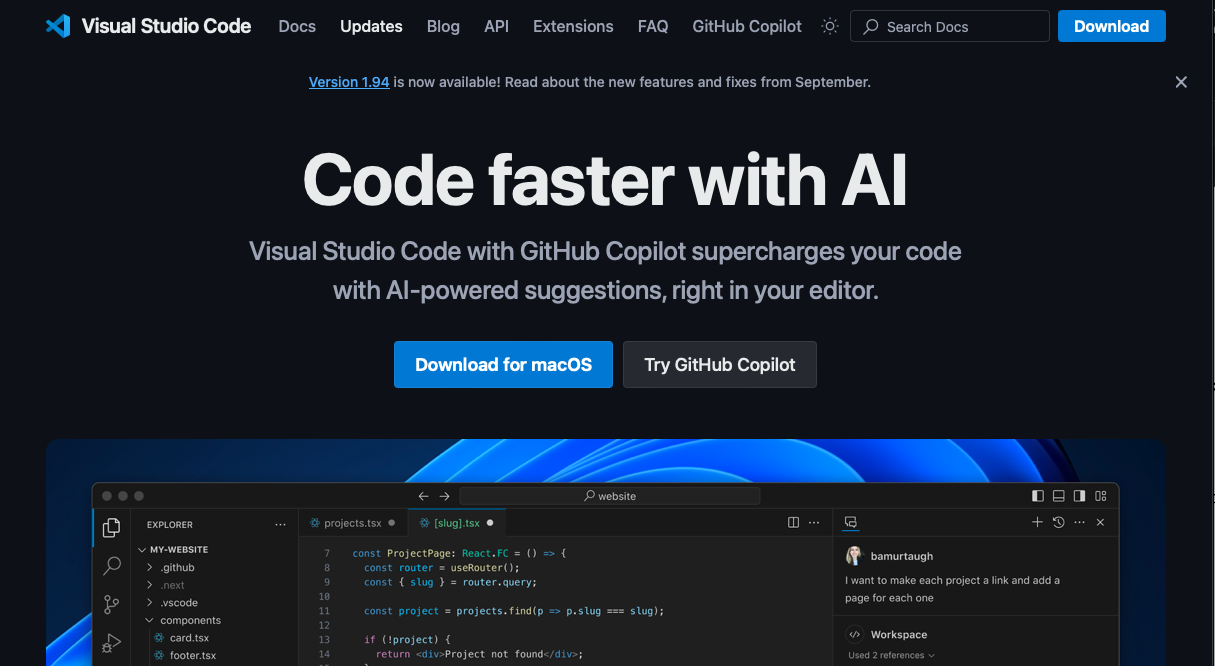 Visual Studio Code Docs Updates Blog API Extensions FAQ GitHub Copilot Search Docs Download
Version 1.94 is now available! Read about the new features and fixes from September.
Code faster with AI
Visual Studio Code with GitHub Copilot supercharges your code
with AI-powered suggestions, right in your editor.
Download for macOS Try GitHub Copilot
website
EXPLORER
MY-WEBSITE
.github
.next
.vscode
components
card.tsx
footer.tsx
projects.tsx [slug].tsx
7 const ProjectPage: React.FC = () => {
8 const router = useRouter();
9 const { slug } = router.query;
10
11 const project = projects.find(p => p.slug === slug);
12
13 if (!project) {
14 return <div>Project not found</div>;
bamurtaugh
I want to make each project a link and add a
page for each one
Workspace
Used 2 references